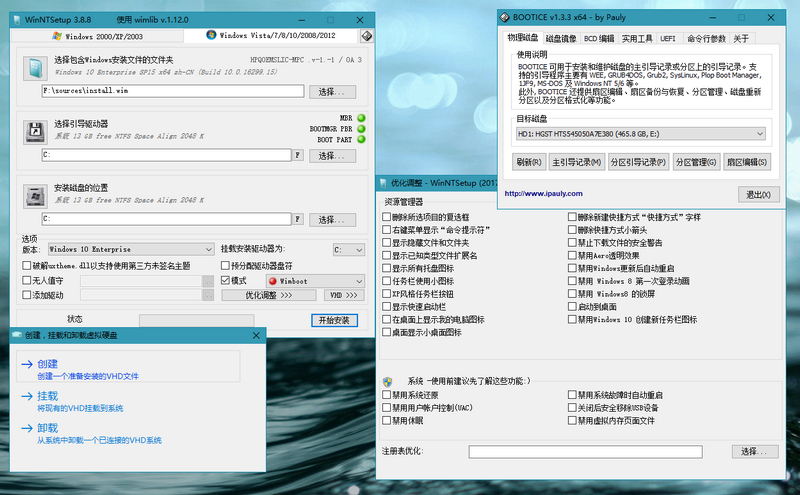 WinNTSetup 3.8.8 使用 wimlib v.1.12.0
Windows 2000/XP/2003
Windows Vista/7/8/10/2008/2012
选择包含Windows安装文件的文件夹
Windows 10 Enterprise SP15 x64 zh-CN (Build 10.0.16299.15)
F:\sources\install.wim
选择...
选择引导驱动器
系统 13 GB free NTFS Space Align 2048 K
MBR
BOOTMGR PBR
BOOT PART
C:
F
选择...
安装磁盘的位置
系统 13 GB free NTFS Space Align 2048 K
C:
F
选择...
选项
版本: Windows 10 Enterprise
挂载安装驱动器为: C:
破解uxtheme.dll以支持使用第三方未签名主题
预分配驱动器盘符
无人值守
模式
Wimboot
添加驱动
优化调整 >>>
VHD >>>
状态
开始安装
创建，挂载和卸载虚拟硬盘
创建
创建一个准备安装的VHD文件
挂载
将现有的VHD挂载到系统
卸载
从系统中卸载一个已连接的VHD系统
BOOTICE v1.3.3 x64 - by Pauly
物理磁盘 磁盘镜像 BCD 编辑 实用工具 UEFI 命令行参数 关于
使用说明
BOOTICE 可用于安装和维护磁盘的主引导记录或分区上的引导记录。支
持的引导程序主要有 WEE, GRUB4DOS, Grub2, SysLinux, Plop Boot Manager,
IJF9, MS-DOS 及 Windows NT 5/6 等。
此外, BOOTICE 还提供扇区编辑、扇区备份与恢复、分区管理、磁盘重新
分区以及分区格式化等功能。
目标磁盘
HD1: HGST HTS545050A7E380 (465.8 GB, E:)
刷新(R)
主引导记录(M)
分区引导记录(P)
分区管理(G)
扇区编辑(S)
http://www.ipauly.com
退出(X)
优化调整 - WinNTSetup (2017
资源管理器
删除所选项目的复选框
右键菜单显示“命令提示符”
显示隐藏文件和文件夹
显示已知类型文件扩展名
显示所有托盘图标
任务栏使用小图标
XP风格任务栏按钮
显示快速启动栏
在桌面上显示我的电脑图标
桌面显示小桌面图标
删除新建快捷方式“快捷方式”字样
删除快捷方式小箭头
禁止下载文件的安全警告
禁用Aero透明效果
禁用Windows更新后自动重启
禁用 Windows 8 第一次登录动画
禁用 Windows8 的锁屏
启动到桌面
禁用Windows 10 创建新任务栏图标
系统 -使用前建议先了解这些功能:)
禁用系统还原
禁用用户帐户控制(UAC)
禁用休眠
禁用系统故障时自动重启
关闭后安全移除USB设备
禁用虚拟内存页面文件
注册表优化:
选择...